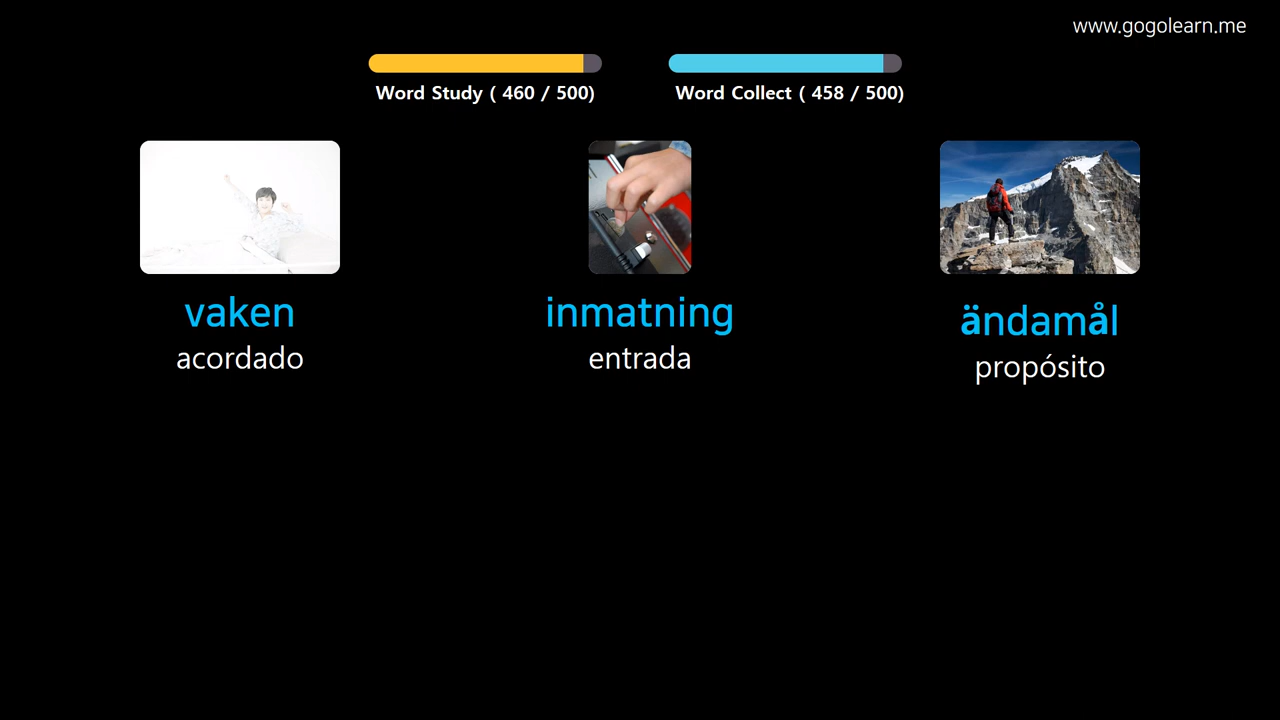 www.gogolearn.me
Word Study ( 460 / 500)
Word Collect ( 458 / 500)
vaken
acordado
inmatning
entrada
ändamål
propósito